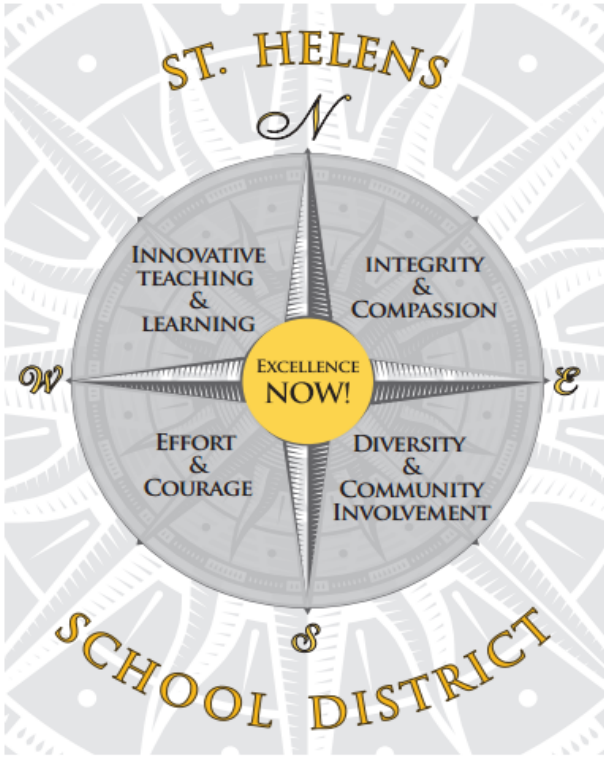 ST. HELENS
N
INNOVATIVE
TEACHING
&
LEARNING
INTEGRITY
&
COMPASSION
W
EXCELLENCE
NOW!
E
EFFORT
&
COURAGE
DIVERSITY
&
COMMUNITY
INVOLVEMENT
S
SCHOOL DISTRICT